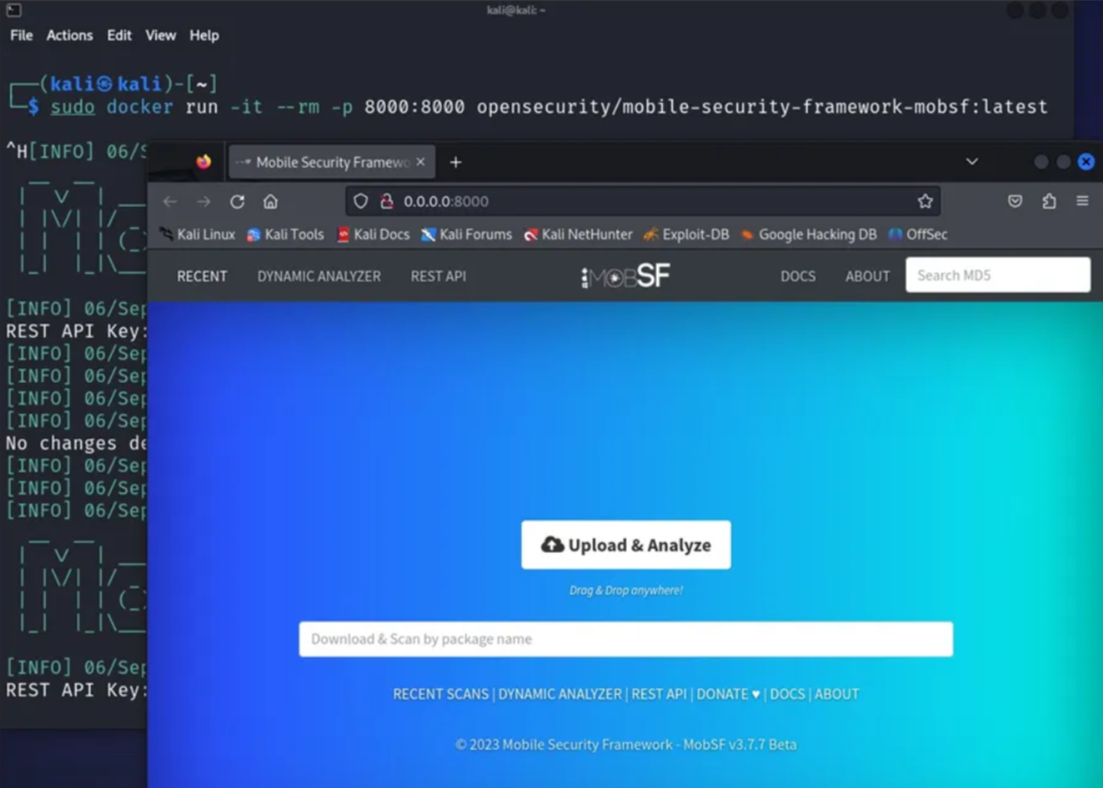 kali@kali: ~
File Actions Edit View Help
(kali㉿kali)-[~]
$ sudo docker run -it --rm -p 8000:8000 opensecurity/mobile-security-framework-mobsf:latest
^H[INFO] 06/S
Mobile Security Framewo
0.0.0.0:8000
Kali Linux Kali Tools Kali Docs Kali Forums Kali NetHunter Exploit-DB Google Hacking DB OffSec
RECENT DYNAMIC ANALYZER REST API MOBSF DOCS ABOUT Search MD5
[INFO] 06/Sep
REST API Key:
[INFO] 06/Sep
[INFO] 06/Sep
[INFO] 06/Sep
[INFO] 06/Sep
No changes de
[INFO] 06/Sep
[INFO] 06/Sep
[INFO] 06/Sep
Upload & Analyze
Drag & Drop anywhere!
Download & Scan by package name
[INFO] 06/Sep
REST API Key:
RECENT SCANS | DYNAMIC ANALYZER | REST API | DONATE ♥ | DOCS | ABOUT
© 2023 Mobile Security Framework - MobSF v3.7.7 Beta